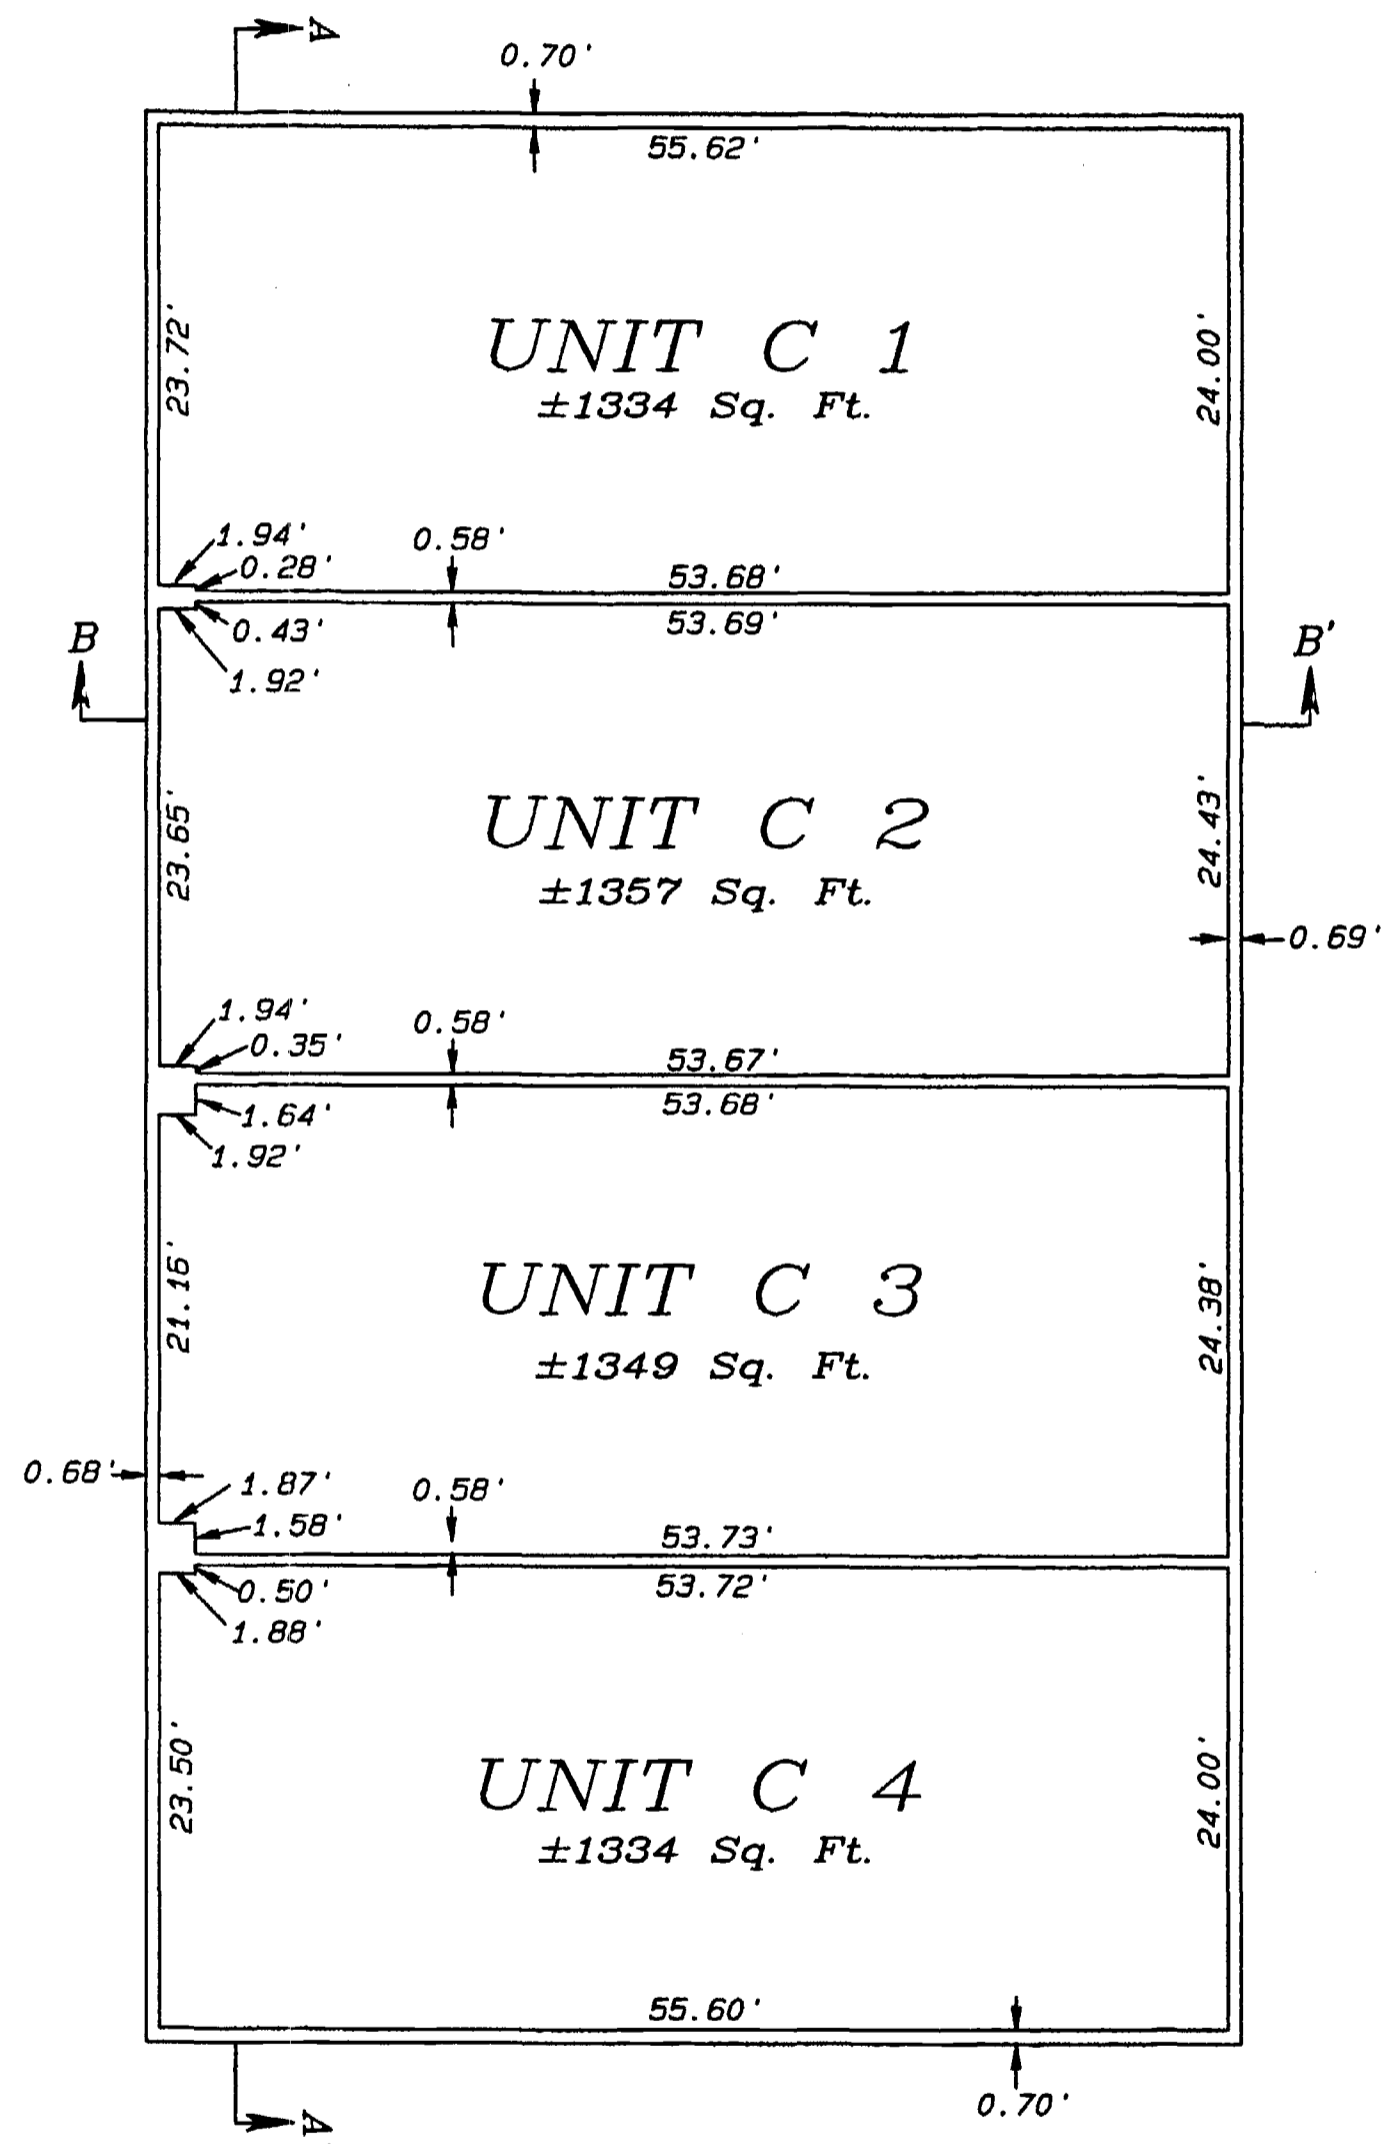 A
0.70'
55.62'
23.72'
UNIT C 1
±1334 Sq. Ft.
24.00'
1.94'
0.28'
0.58'
53.68'
0.43'
1.92'
53.69'
B
B'
23.65'
UNIT C 2
±1357 Sq. Ft.
24.43'
0.69'
1.94'
0.35'
0.58'
53.67'
1.64'
1.92'
53.68'
21.16'
UNIT C 3
±1349 Sq. Ft.
24.38'
0.68'
1.87'
1.58'
0.58'
53.73'
0.50'
1.88'
53.72'
23.50'
UNIT C 4
±1334 Sq. Ft.
24.00'
55.60'
0.70'
A